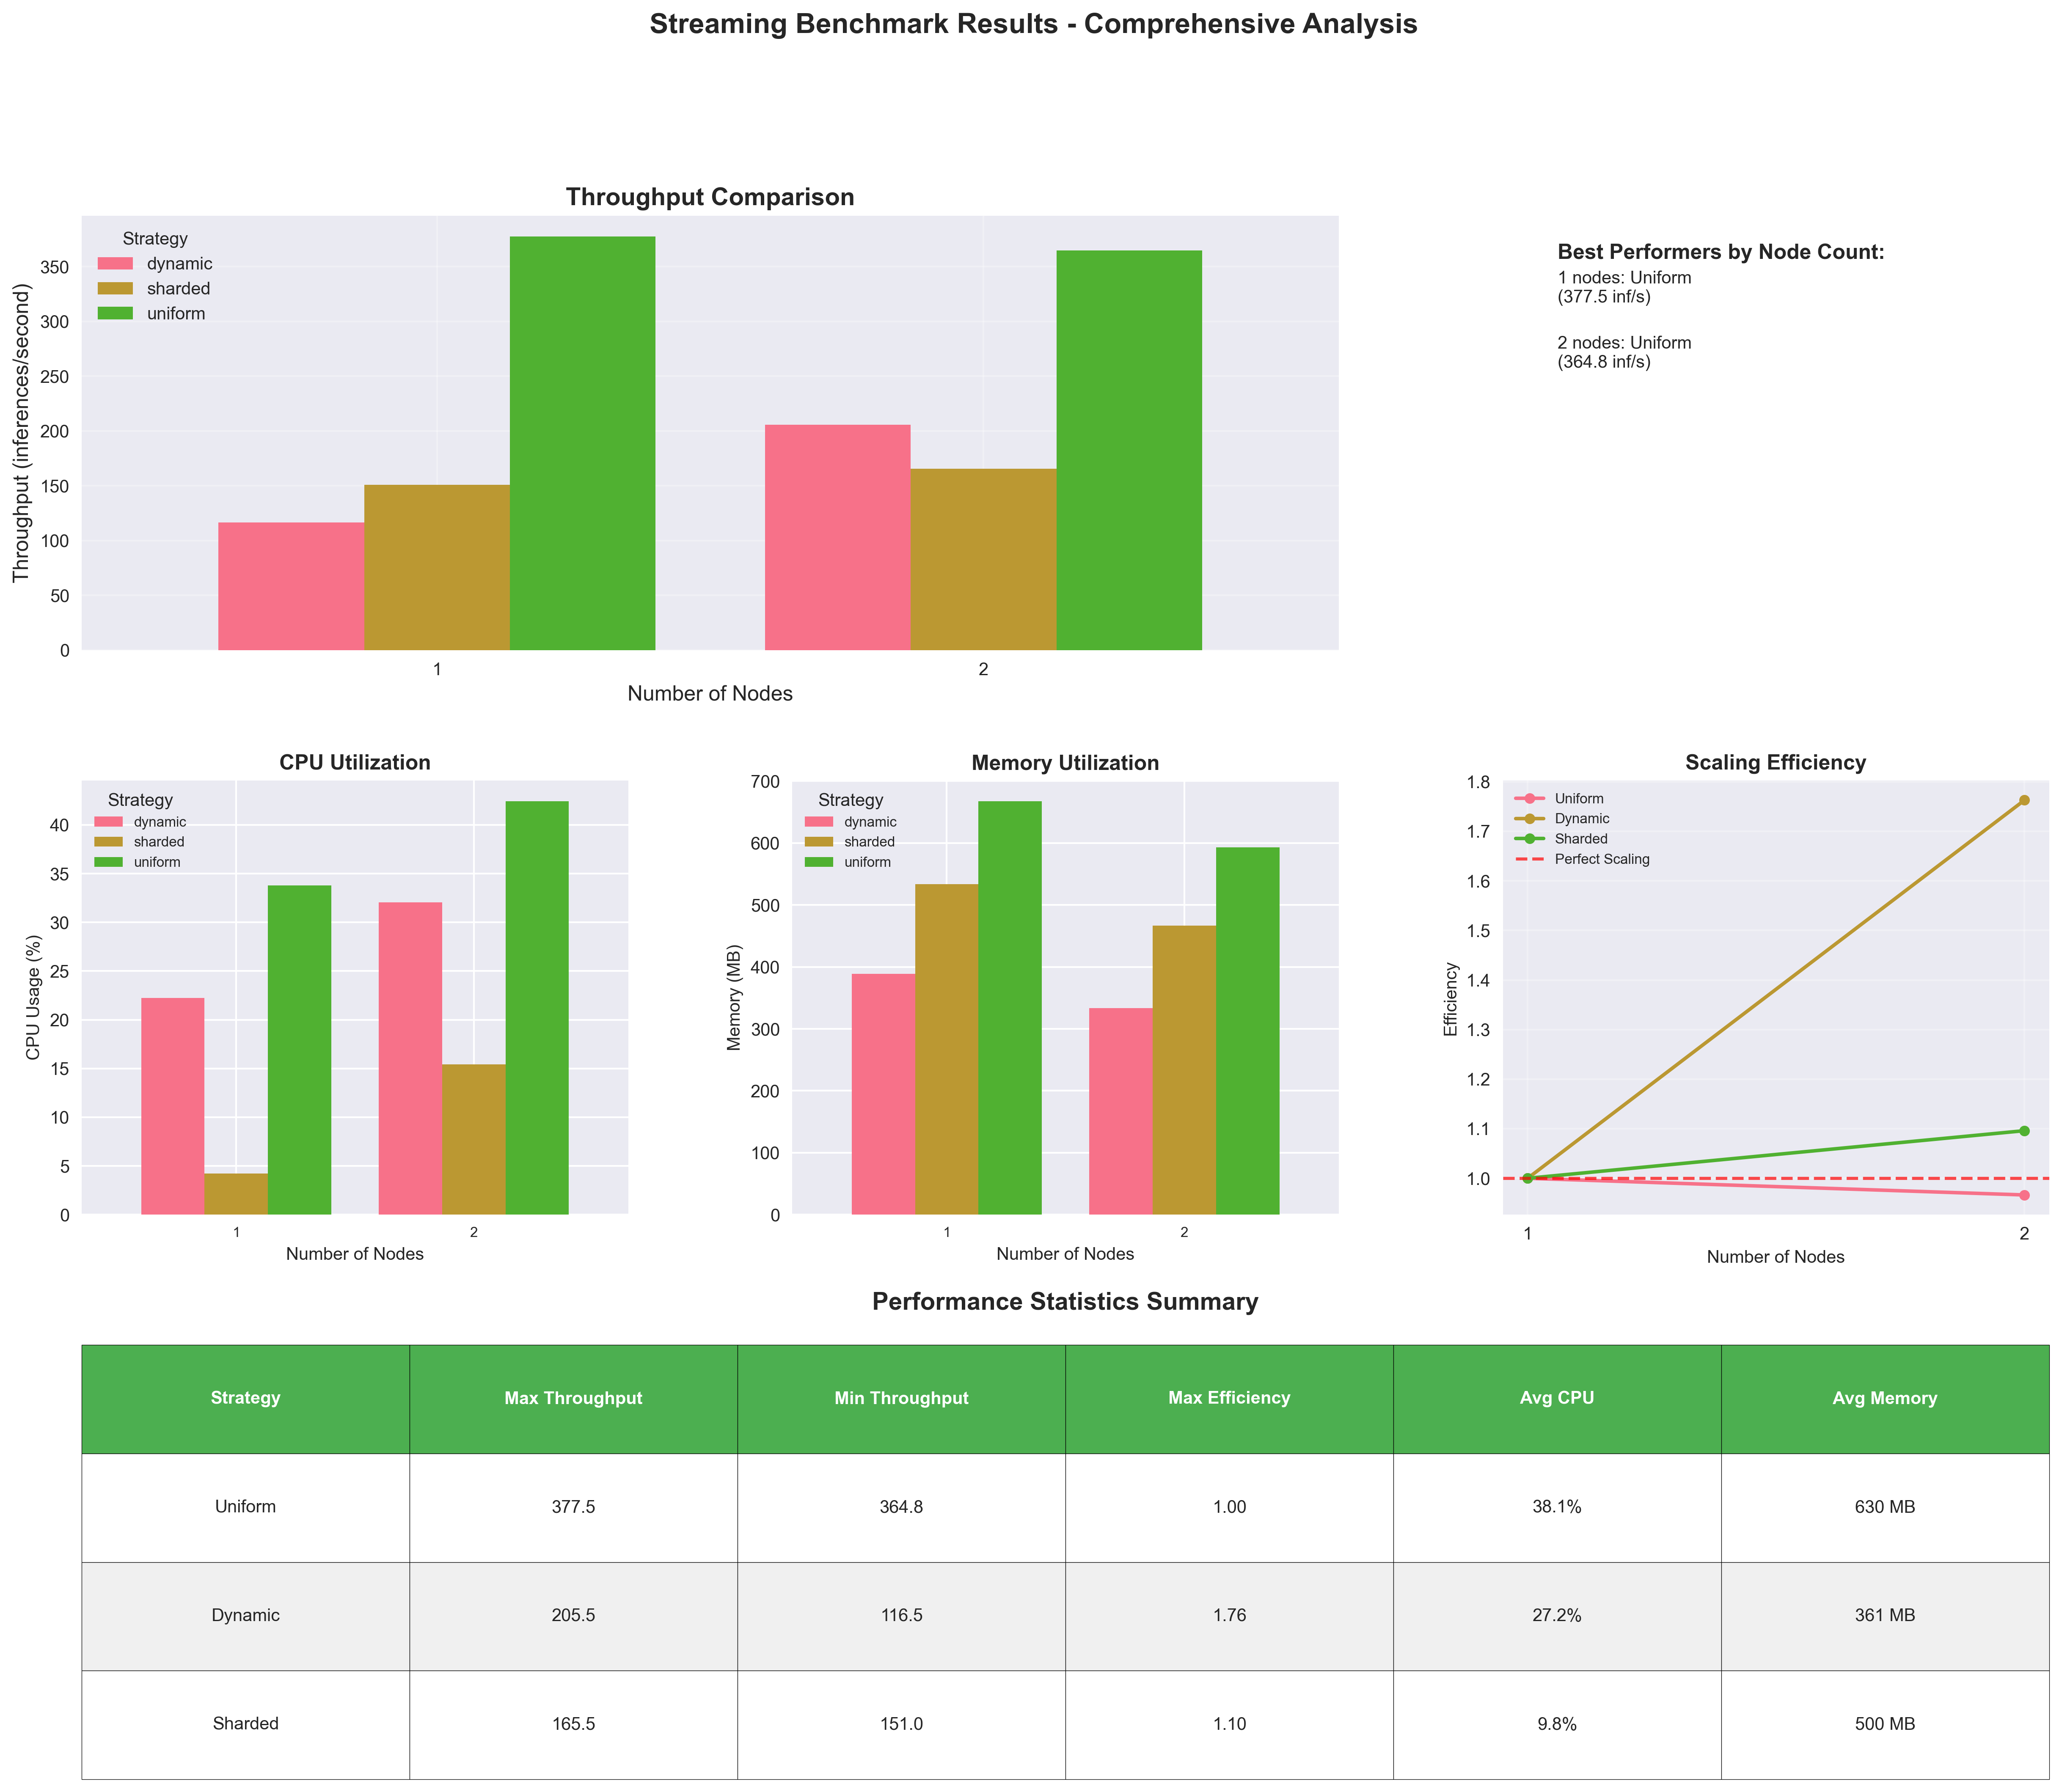 Streaming Benchmark Results - Comprehensive Analysis
Throughput Comparison
Throughput (inferences/second)
350
300
250
200
150
100
50
0
Strategy
dynamic
sharded
uniform
1
2
Number of Nodes
Best Performers by Node Count:
1 nodes: Uniform
(377.5 inf/s)
2 nodes: Uniform
(364.8 inf/s)
CPU Utilization
CPU Usage (%)
40
35
30
25
20
15
10
5
0
Strategy
dynamic
sharded
uniform
1
2
Number of Nodes
Memory Utilization
Memory (MB)
700
600
500
400
300
200
100
0
Strategy
dynamic
sharded
uniform
1
2
Number of Nodes
Scaling Efficiency
Efficiency
1.8
1.7
1.6
1.5
1.4
1.3
1.2
1.1
1.0
Uniform
Dynamic
Sharded
Perfect Scaling
1
2
Number of Nodes
Performance Statistics Summary
Strategy Max Throughput Min Throughput Max Efficiency Avg CPU Avg Memory
Uniform 377.5 364.8 1.00 38.1% 630 MB
Dynamic 205.5 116.5 1.76 27.2% 361 MB
Sharded 165.5 151.0 1.10 9.8% 500 MB